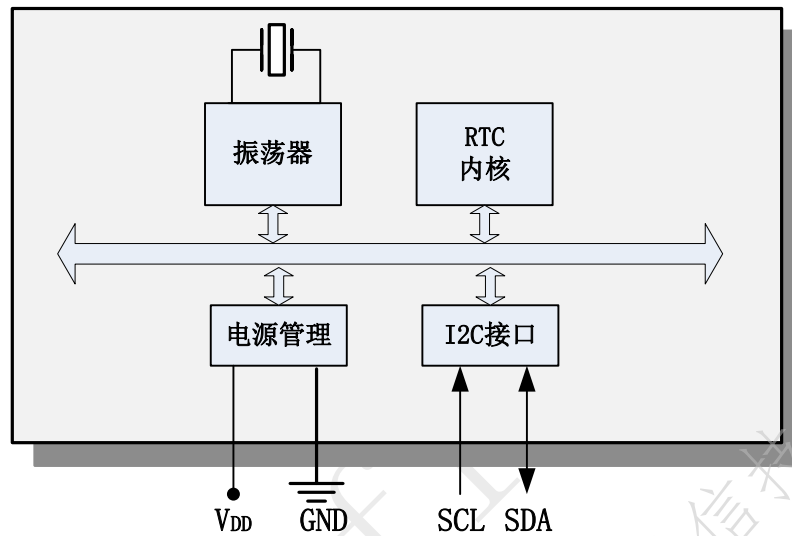 振荡器
RTC
内核
电源管理
I2C接口
VDD
GND
SCL
SDA